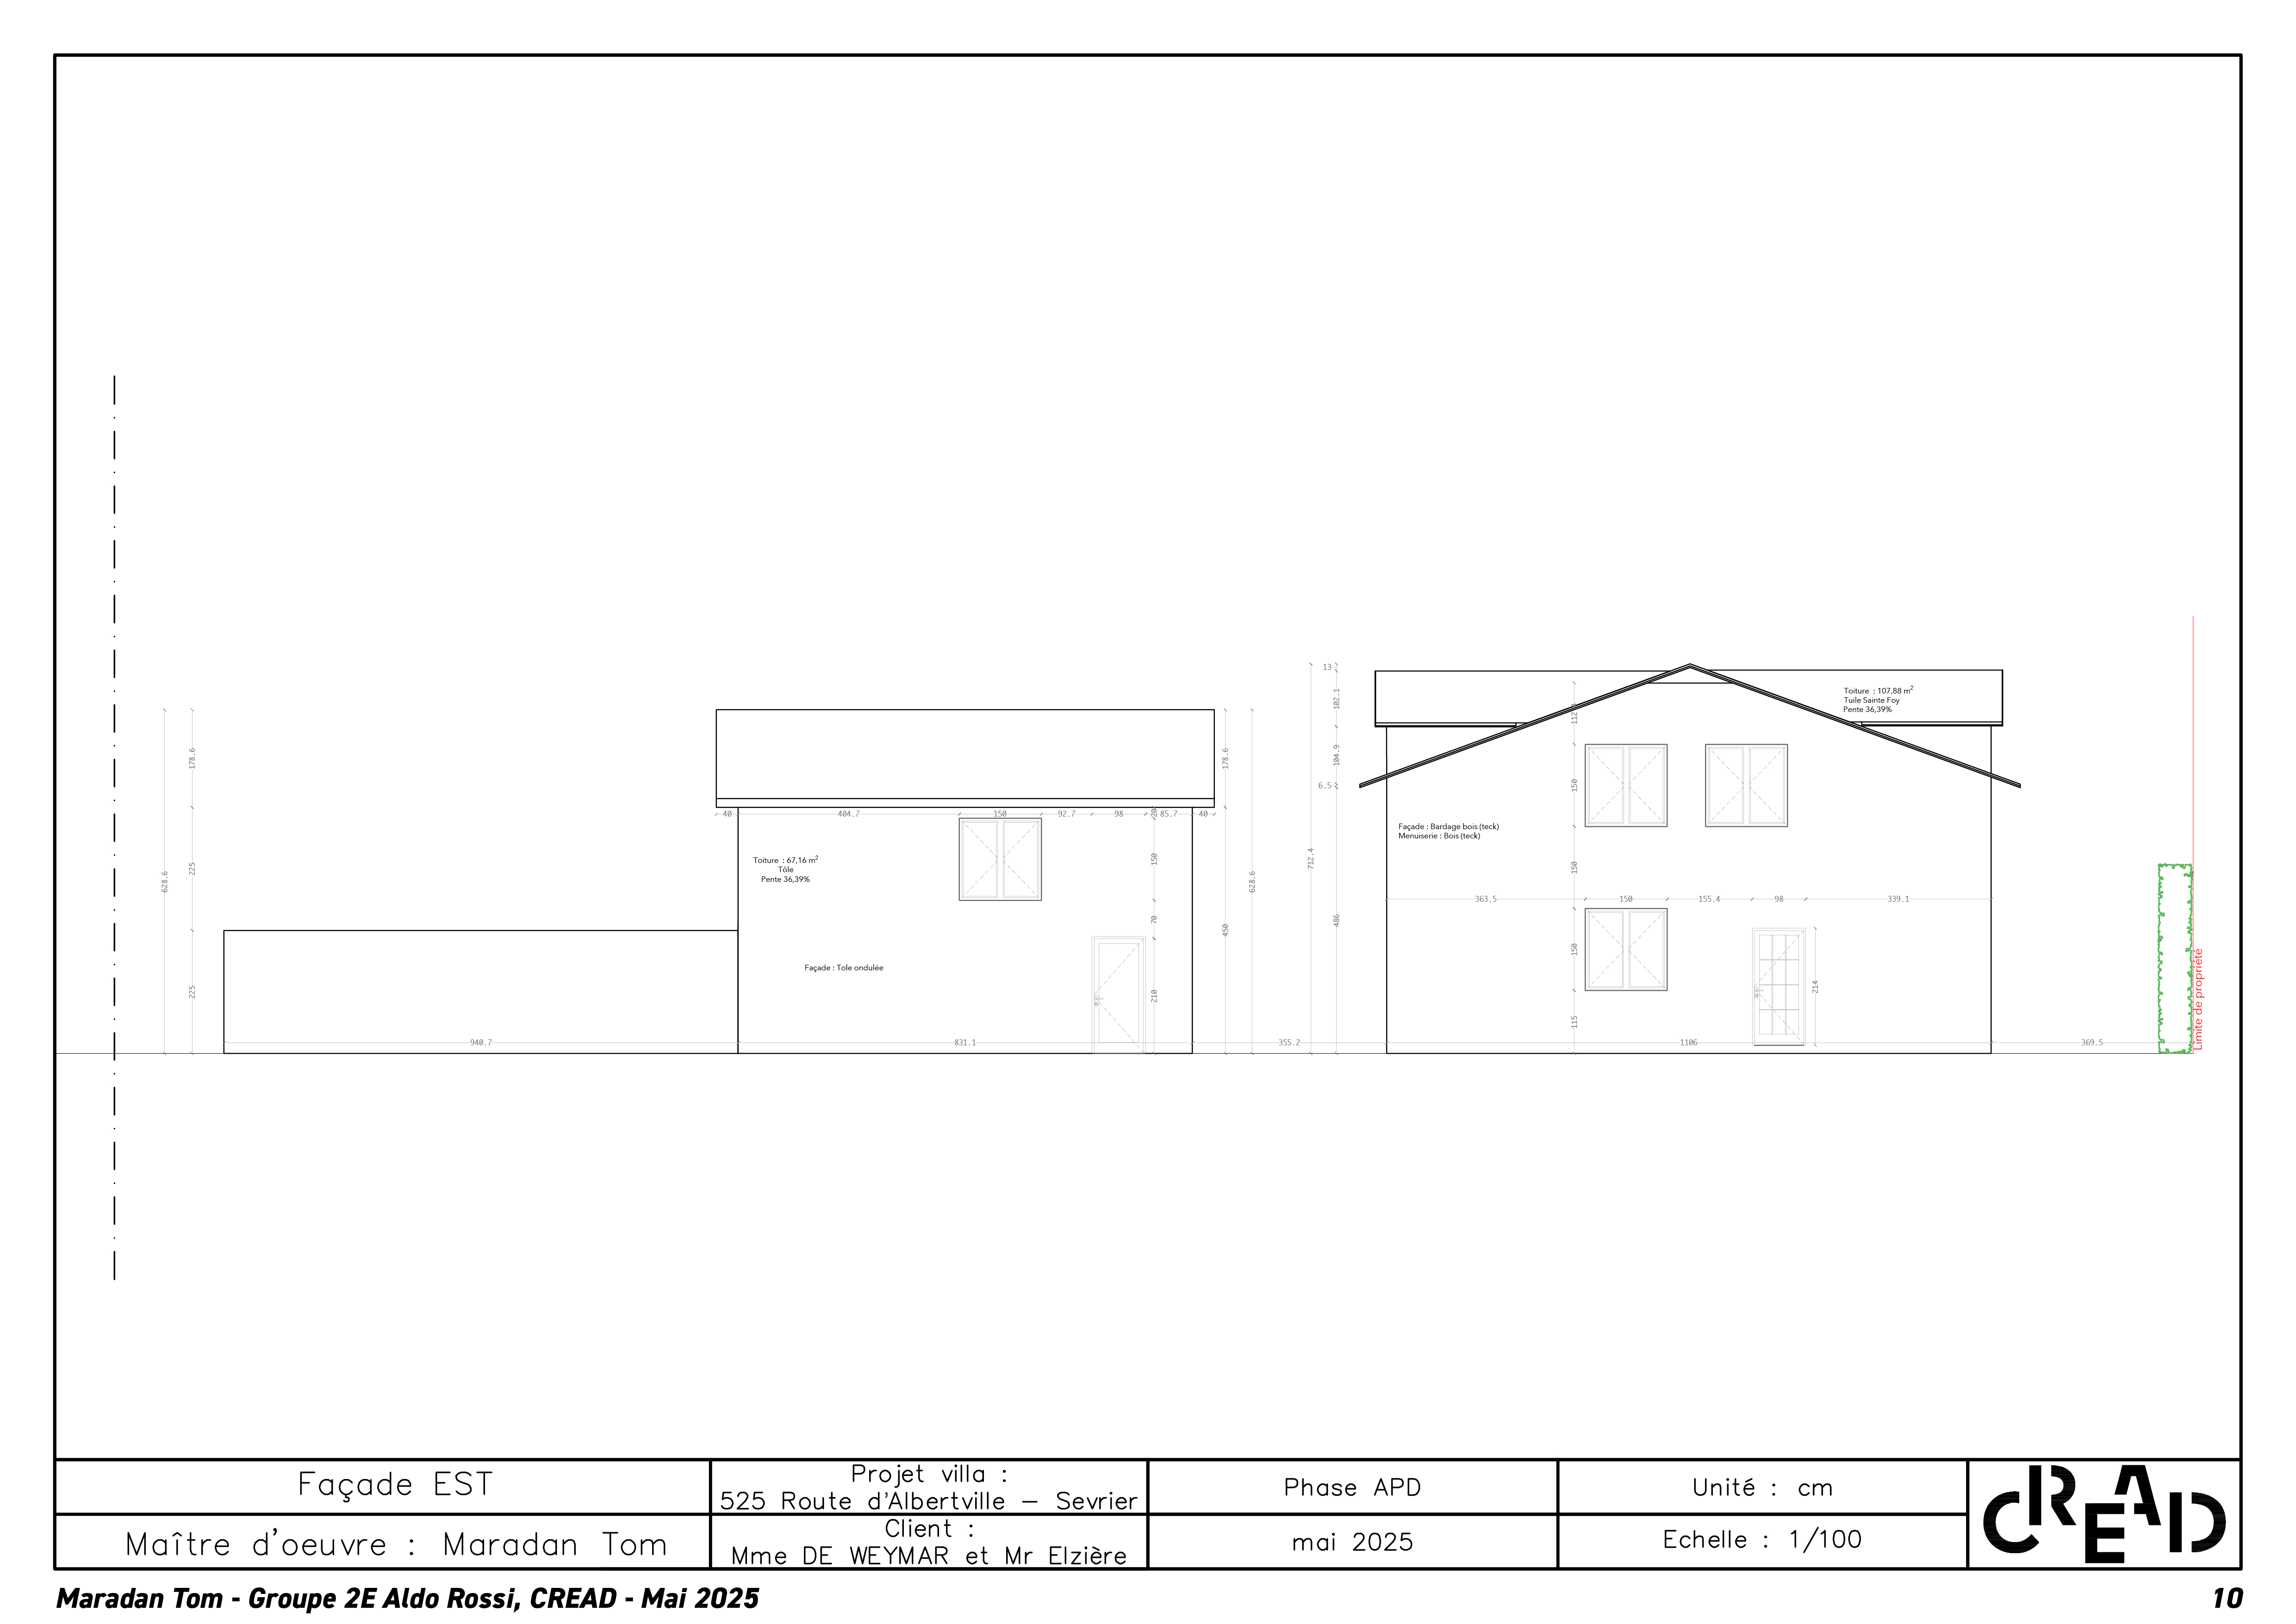 13
102.1
104.9
6.5
712.4
486
Toiture : 107,88 m²
Tuile Sainte Foy
Pente 36,39%
150
150
150
115
Façade : Bardage bois (teck)
Menuiserie : Bois (teck)
363.5
150
155.4
98
339.1
214
1106
369.5
Limite de propriété
628.6
178.6
225
225
178.6
450
628.6
40
404.7
150
92.7
98
85.7
40
150
70
210
Toiture : 67,16 m²
Tôle
Pente 36,39%
Façade : Tole ondulée
940.7
831.1
355.2
Façade EST
Maître d'oeuvre : Maradan Tom
Projet villa :
525 Route d'Albertville – Sevrier
Client :
Mme DE WEYMAR et Mr Elzière
Phase APD
mai 2025
Unité : cm
Echelle : 1/100
CREAD
Maradan Tom - Groupe 2E Aldo Rossi, CREAD - Mai 2025
10